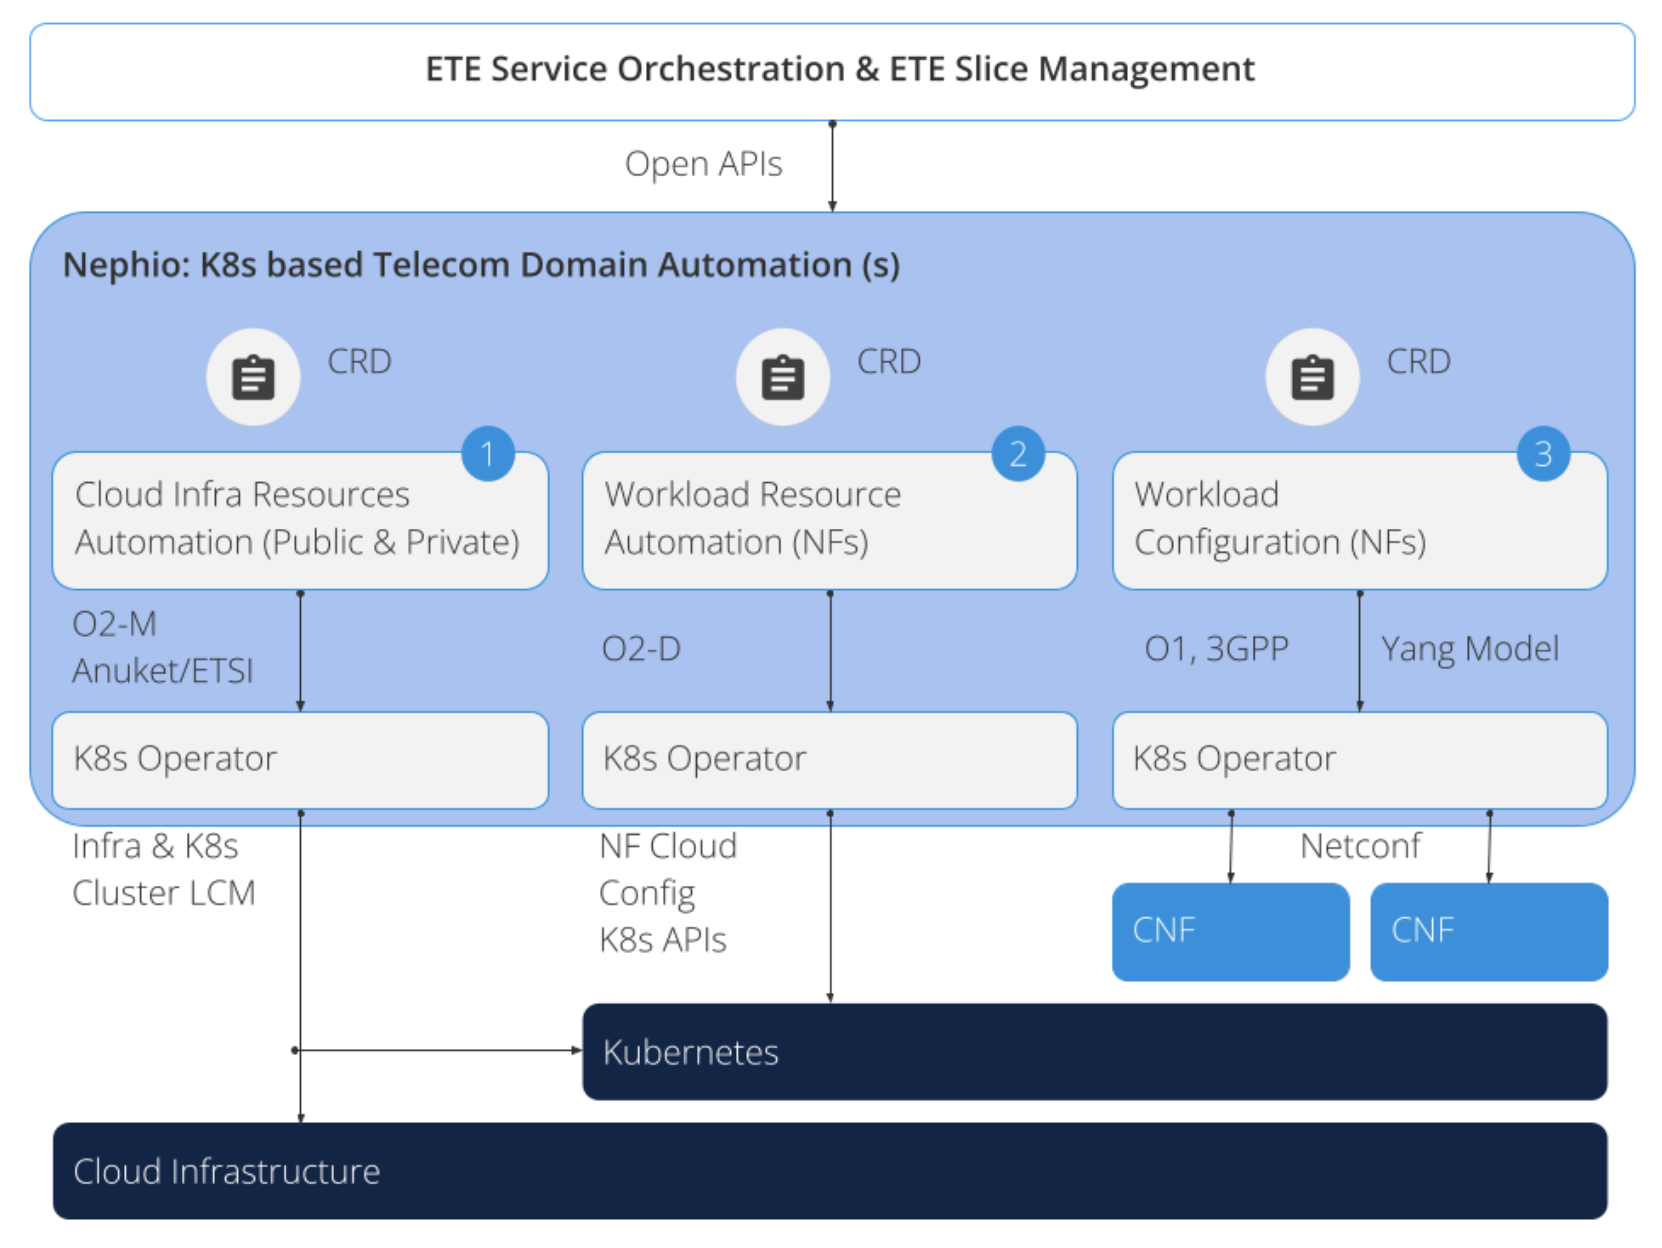 ETE Service Orchestration & ETE Slice Management
Open APIs
Nephio: K8s based Telecom Domain Automation (s)
CRD
CRD
CRD
1
2
3
Cloud Infra Resources
Automation (Public & Private)
Workload Resource
Automation (NFs)
Workload
Configuration (NFs)
O2-M
Anuket/ETSI
O2-D
O1, 3GPP
Yang Model
K8s Operator
K8s Operator
K8s Operator
Infra & K8s
Cluster LCM
NF Cloud
Config
K8s APIs
Netconf
CNF
CNF
Kubernetes
Cloud Infrastructure